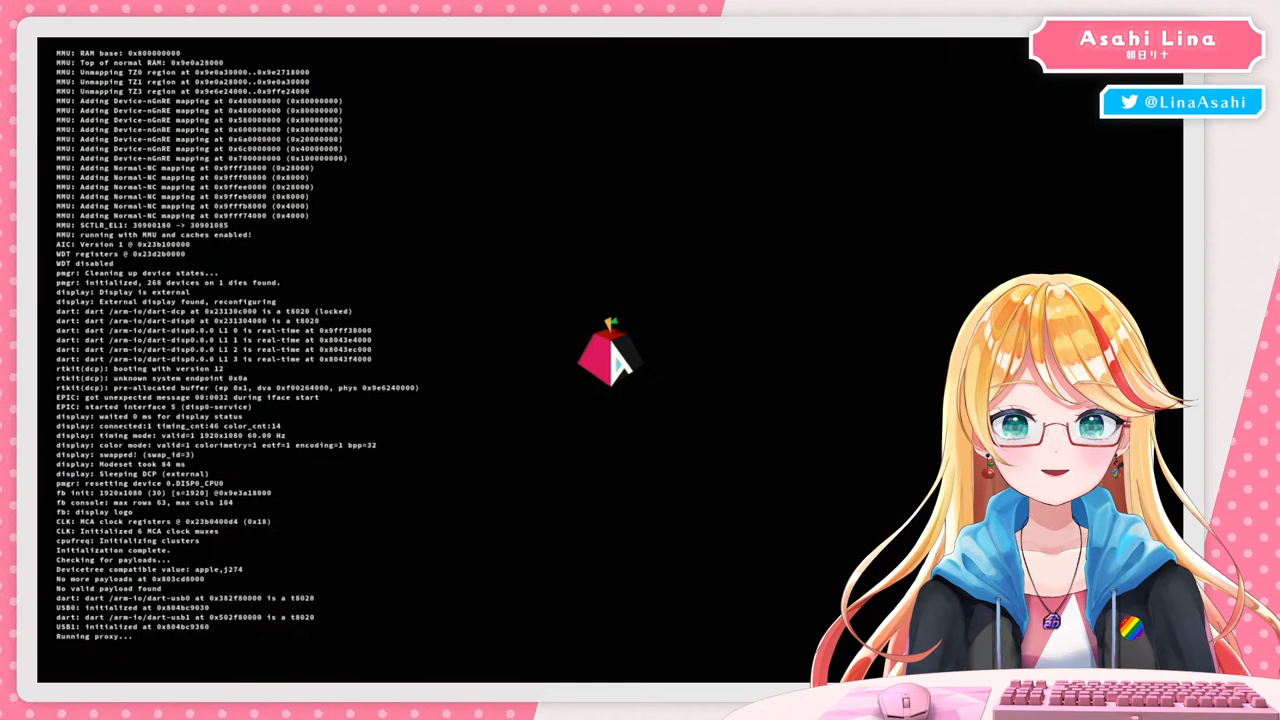 MMU: RAM base: 0x800000000
MMU: Top of normal RAM: 0x9e0a28000
MMU: Unmapping TZ0 region at 0x9e0a30000..0x9e2718000
MMU: Unmapping TZ1 region at 0x9e0a28000..0x9e0a30000
MMU: Unmapping TZ3 region at 0x9e6e24000..0x9ffe24000
MMU: Adding Device-nGnRE mapping at 0x400000000 (0x80000000)
MMU: Adding Device-nGnRE mapping at 0x480000000 (0x80000000)
MMU: Adding Device-nGnRE mapping at 0x580000000 (0x80000000)
MMU: Adding Device-nGnRE mapping at 0x600000000 (0x80000000)
MMU: Adding Device-nGnRE mapping at 0x6a0000000 (0x20000000)
MMU: Adding Device-nGnRE mapping at 0x6c0000000 (0x40000000)
MMU: Adding Device-nGnRE mapping at 0x700000000 (0x100000000)
MMU: Adding Normal-NC mapping at 0x9fff38000 (0x28000)
MMU: Adding Normal-NC mapping at 0x9fff08000 (0x8000)
MMU: Adding Normal-NC mapping at 0x9ffee0000 (0x28000)
MMU: Adding Normal-NC mapping at 0x9ffeb0000 (0x8000)
MMU: Adding Normal-NC mapping at 0x9fffb8000 (0x4000)
MMU: Adding Normal-NC mapping at 0x9fff74000 (0x4000)
MMU: SCTLR_EL1: 30900180 -> 30901085
MMU: running with MMU and caches enabled!
AIC: Version 1 @ 0x23b100000
WDT registers @ 0x23d2b0000
WDT disabled
pmgr: Cleaning up device states...
pmgr: initialized, 268 devices on 1 dies found.
display: Display is external
display: External display found, reconfiguring
dart: dart /arm-io/dart-dcp at 0x23130c000 is a t8020 (locked)
dart: dart /arm-io/dart-disp0 at 0x231304000 is a t8020
dart: dart /arm-io/dart-disp0.0.0 L1 0 is real-time at 0x9fff38000
dart: dart /arm-io/dart-disp0.0.0 L1 1 is real-time at 0x8043e4000
dart: dart /arm-io/dart-disp0.0.0 L1 2 is real-time at 0x8043ec000
dart: dart /arm-io/dart-disp0.0.0 L1 3 is real-time at 0x8043f4000
rtkit(dcp): booting with version 12
rtkit(dcp): unknown system endpoint 0x0a
rtkit(dcp): pre-allocated buffer (ep 0x1, dva 0xf00264000, phys 0x9e6240000)
EPIC: got unexpected message 00:0032 during iface start
EPIC: started interface 5 (disp0-service)
display: waited 0 ms for display status
display: connected:1 timing_cnt:46 color_cnt:14
display: timing mode: valid=1 1920x1080 60.00 Hz
display: color mode: valid=1 colorimetry=1 eotf=1 encoding=1 bpp=32
display: swapped! (swap_id=3)
display: Modeset took 84 ms
display: Sleeping DCP (external)
pmgr: resetting device 0.DISP0_CPU0
fb init: 1920x1080 (30) [s=1920] @0x9e3a18000
fb console: max rows 63, max cols 104
fb: display logo
CLK: MCA clock registers @ 0x23b0400d4 (0x18)
CLK: Initialized 6 MCA clock muxes
cpufreq: Initializing clusters
Initialization complete.
Checking for payloads...
Devicetree compatible value: apple,j274
No more payloads at 0x803cd8000
No valid payload found
dart: dart /arm-io/dart-usb0 at 0x382f80000 is a t8020
USB0: initialized at 0x804bc9030
dart: dart /arm-io/dart-usb1 at 0x502f80000 is a t8020
USB1: initialized at 0x804bc9360
Running proxy...
Asahi Lina
朝日リナ
@LinaAsahi